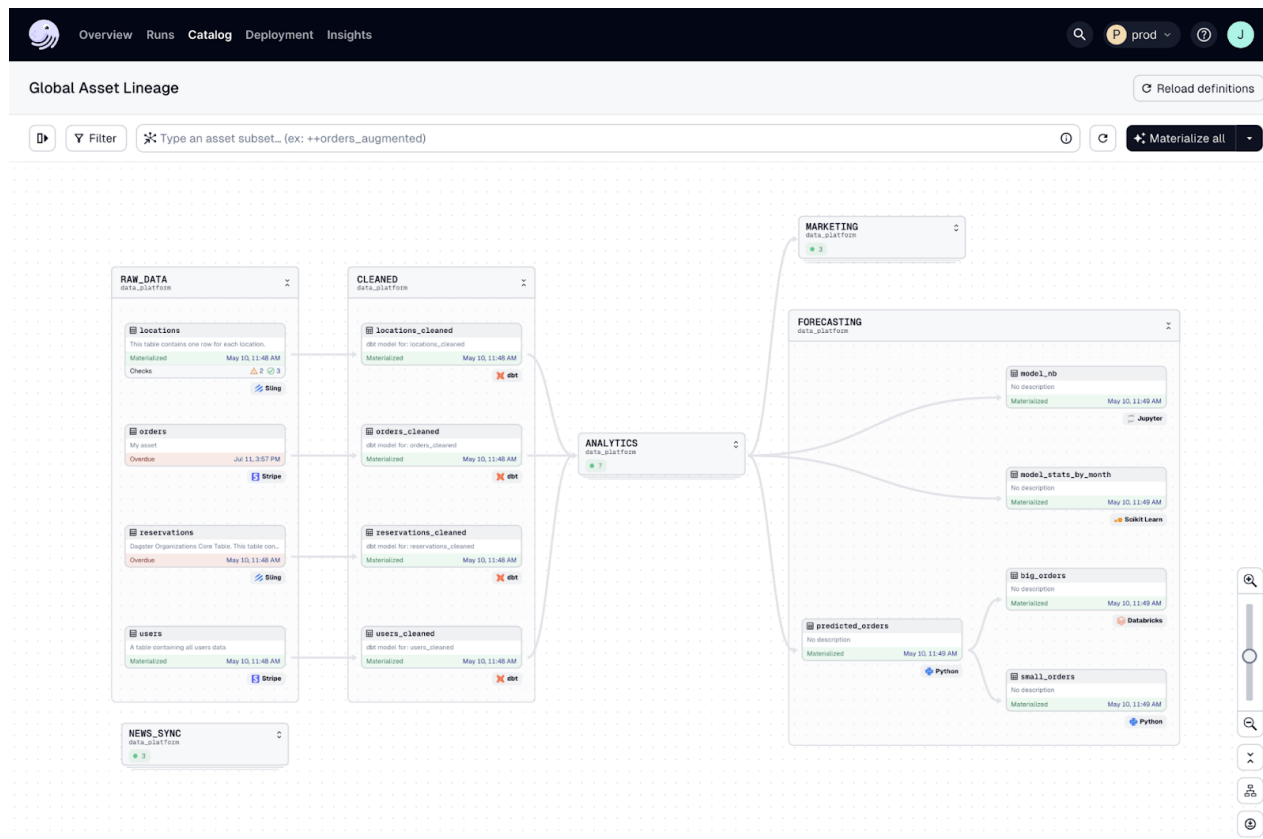 Overview Runs Catalog Deployment Insights P prod J
Global Asset Lineage
Reload definitions
Filter
Type an asset subset… (ex: ++orders_augmented)
Materialize all
RAW_DATA
data_platform
locations
This table contains one row for each location.
Materialized May 10, 11:48 AM
Checks 2 3
Sling
orders
My asset
Overdue Jul 11, 3:57 PM
Stripe
reservations
Dagster Organizations Core Table. This table con…
Overdue May 10, 11:48 AM
Sling
users
A table containing all users data
Materialized May 10, 11:48 AM
Stripe
NEWS_SYNC
data_platform
3
CLEANED
data_platform
locations_cleaned
dbt model for: locations_cleaned
Materialized May 10, 11:48 AM
dbt
orders_cleaned
dbt model for: orders_cleaned
Materialized May 10, 11:48 AM
dbt
reservations_cleaned
dbt model for: reservations_cleaned
Materialized May 10, 11:48 AM
dbt
users_cleaned
dbt model for: users_cleaned
Materialized May 10, 11:48 AM
dbt
ANALYTICS
data_platform
7
MARKETING
data_platform
3
FORECASTING
data_platform
model_nb
No description
Materialized May 10, 11:49 AM
Jupyter
model_stats_by_month
No description
Materialized May 10, 11:49 AM
Scikit Learn
predicted_orders
No description
Materialized May 10, 11:49 AM
Python
big_orders
No description
Materialized May 10, 11:49 AM
Databricks
small_orders
No description
Materialized May 10, 11:49 AM
Python